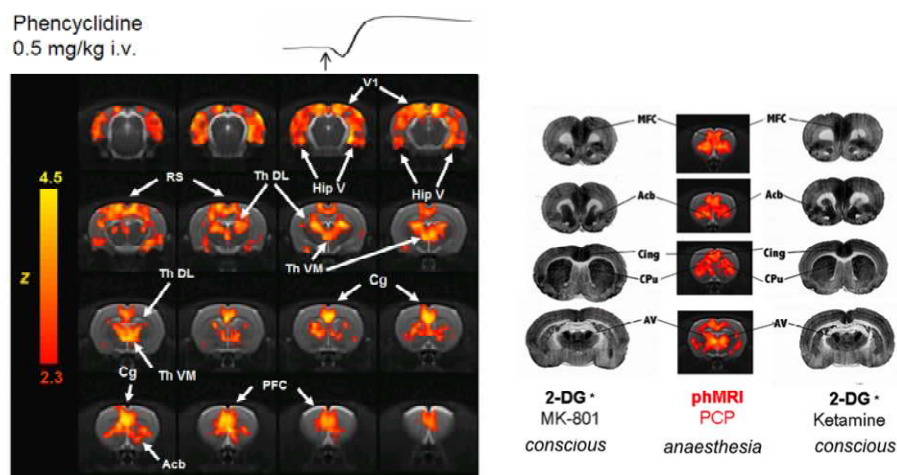 Phencyclidine
0.5 mg/kg i.v.
V1
Hip V
Hip V
RS
Th DL
Th VM
4.5
z
2.3
Th DL
Cg
Th VM
Cg
PFC
Acb
MFC
MFC
Acb
Acb
Cing
Cing
CPu
CPu
AV
AV
2-DG * phMRI 2-DG *
MK-801 PCP Ketamine
conscious anaesthesia conscious